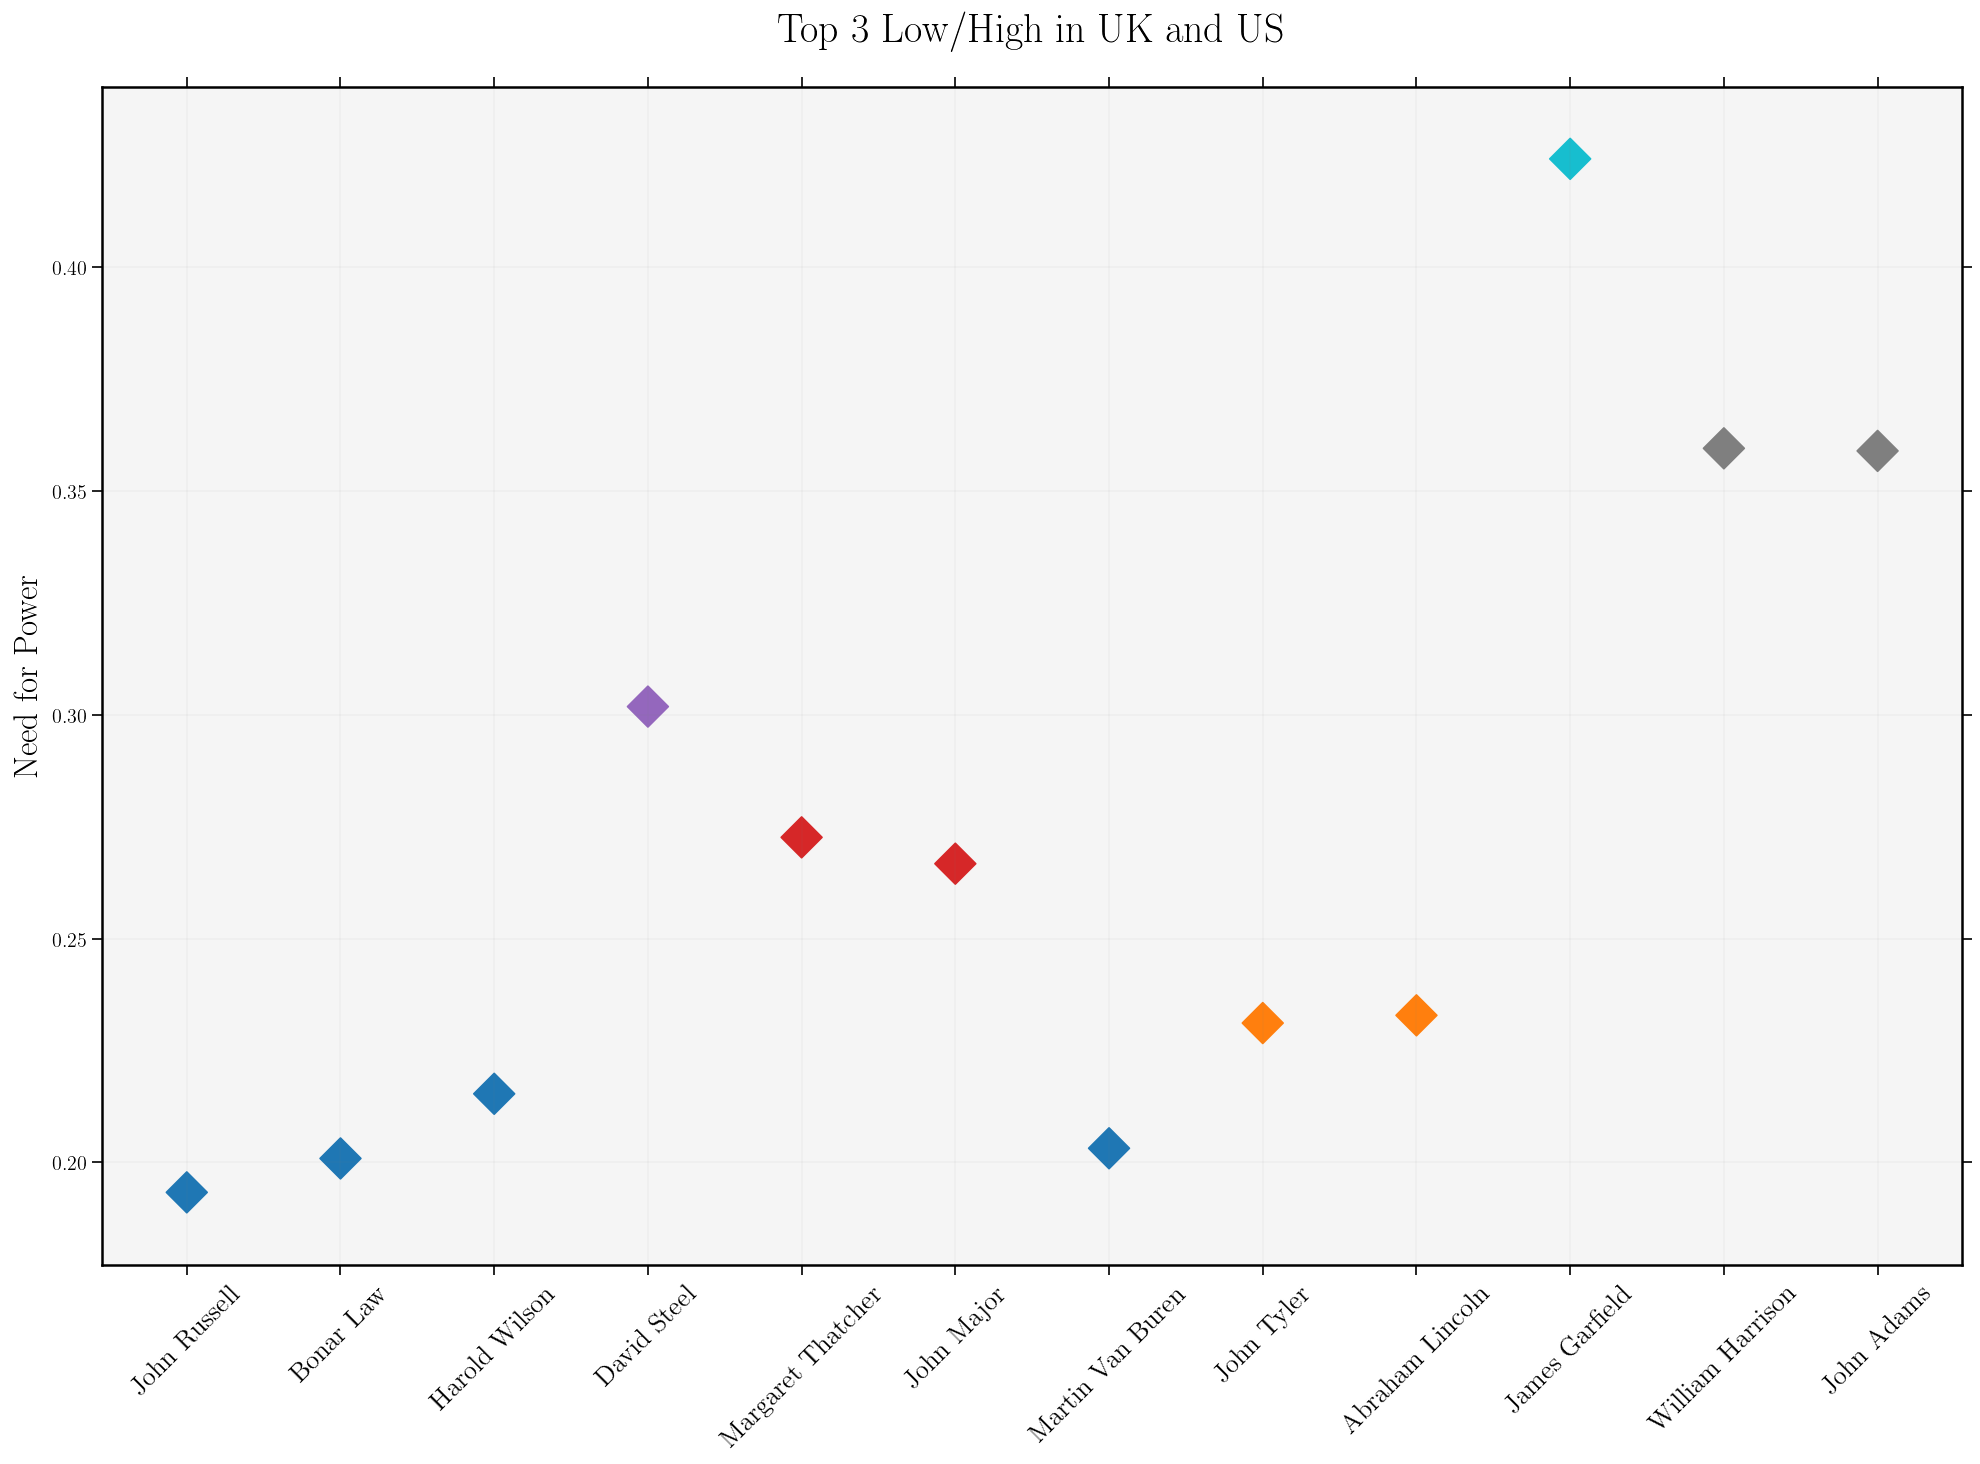 Top 3 Low/High in UK and US
Need for Power
0.40
0.35
0.30
0.25
0.20
John Russell
Bonar Law
Harold Wilson
David Steel
Margaret Thatcher
John Major
Martin Van Buren
John Tyler
Abraham Lincoln
James Garfield
William Harrison
John Adams